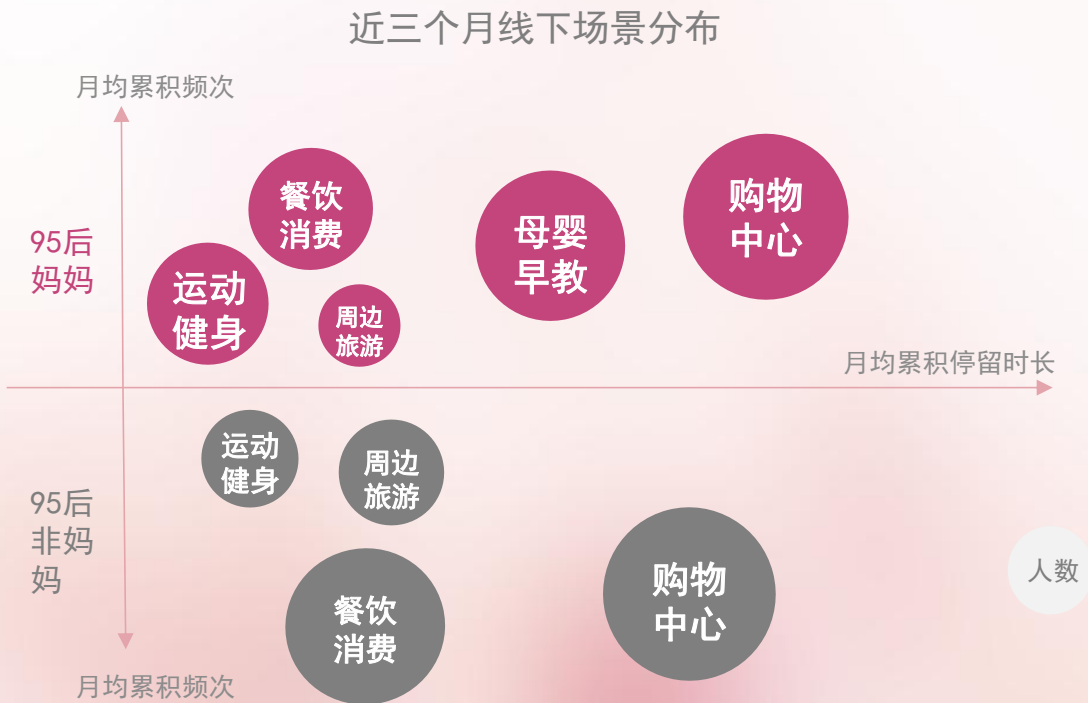 近三个月线下场景分布
月均累积频次
95后
妈妈
餐饮
消费
运动
健身
周边
旅游
母婴
早教
购物
中心
月均累积停留时长
95后
非妈
妈
运动
健身
周边
旅游
餐饮
消费
购物
中心
人数
月均累积频次